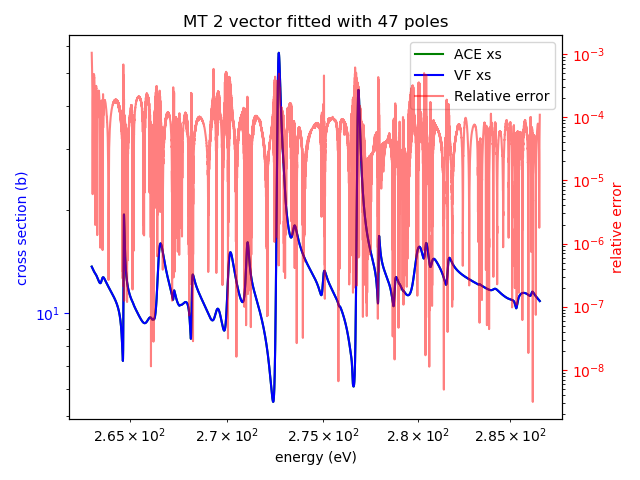 MT 2 vector fitted with 47 poles
ACE xs
VF xs
Relative error
cross section (b)
10¹
10⁻³
10⁻⁴
10⁻⁵
10⁻⁶
10⁻⁷
10⁻⁸
relative error
2.65 × 10² 2.7 × 10² 2.75 × 10² 2.8 × 10² 2.85 × 10²
energy (eV)